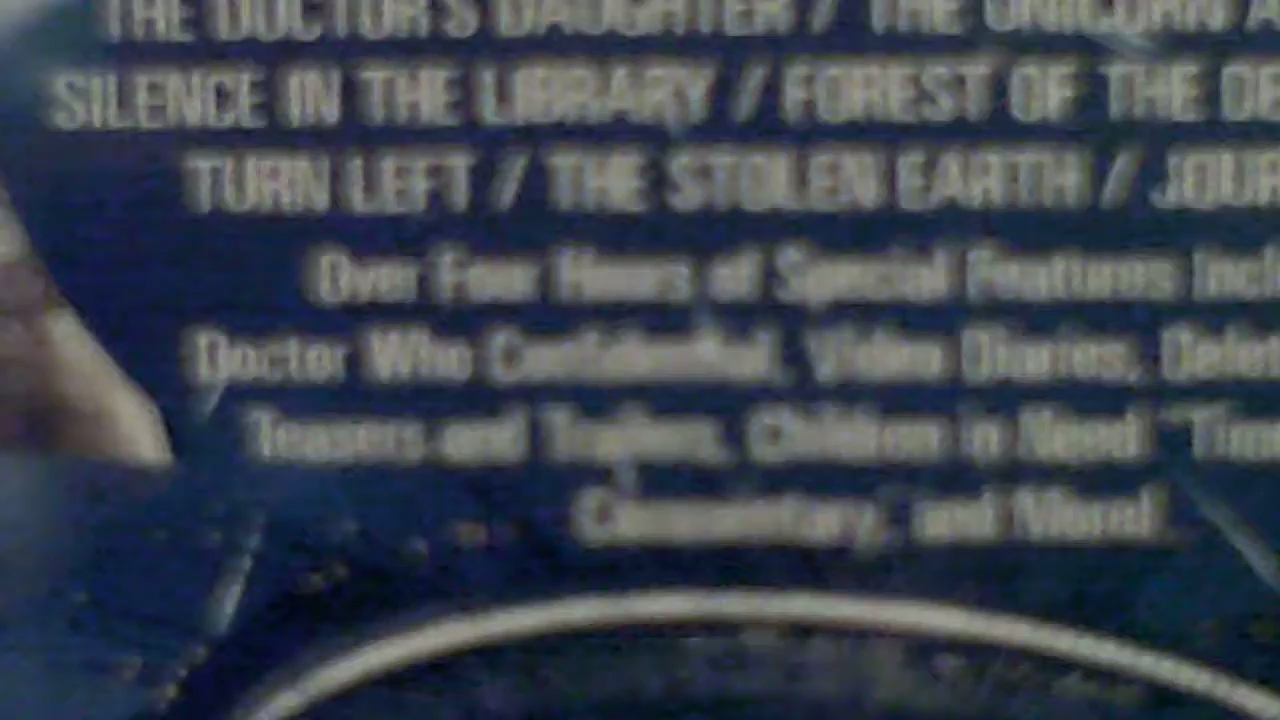 THE DOCTOR'S DAUGHTER / THE UNICORN A
SILENCE IN THE LIBRARY / FOREST OF THE DE
TURN LEFT / THE STOLEN EARTH / JOUR
Over Four Hours of Special Features Incl
Doctor Who Confidential, Video Diaries, Delet
Teasers and Trailers, Children in Need "Tim
Commentary, and More!